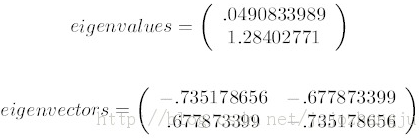 eigenvalues = ( .0490833989
1.28402771 )
eigenvectors = ( −.735178656 −.677873399
.677873399 −.735178656 )